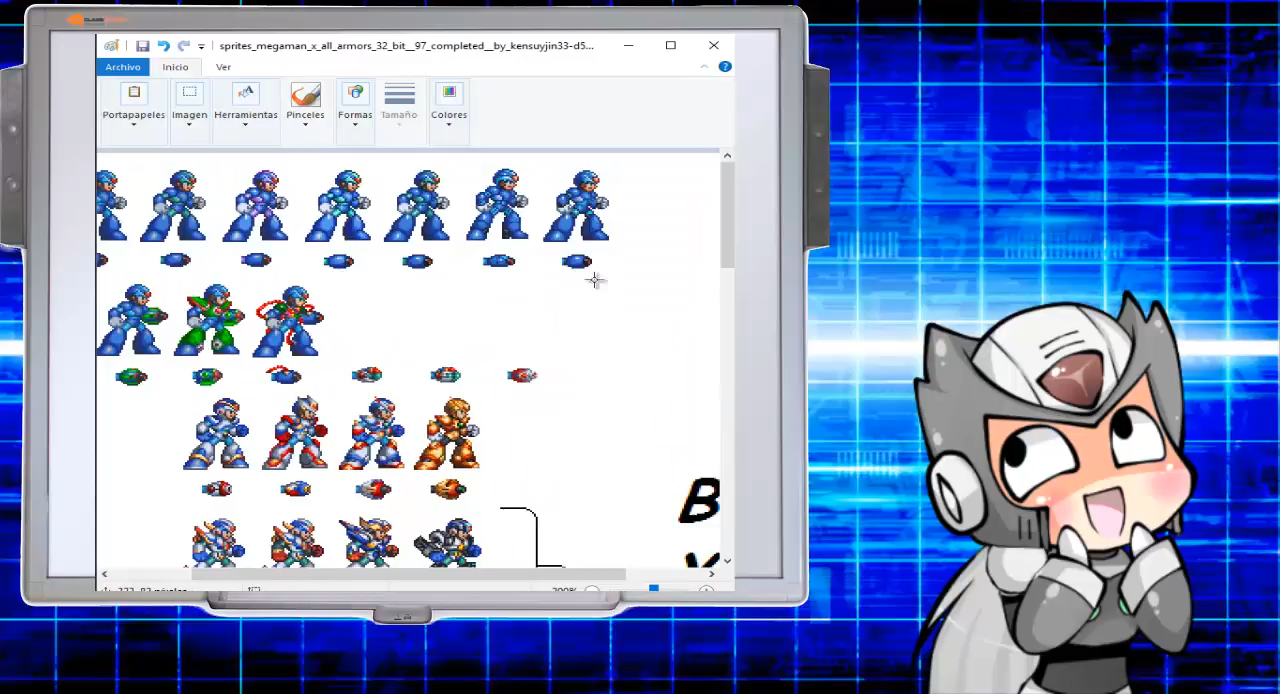 sprites_megaman_x_all_armors_32_bit__97_completed__by_kensuyjin33-d5...
Archivo Inicio Ver
Portapapeles Imagen Herramientas Pinceles Formas Tamaño Colores
B